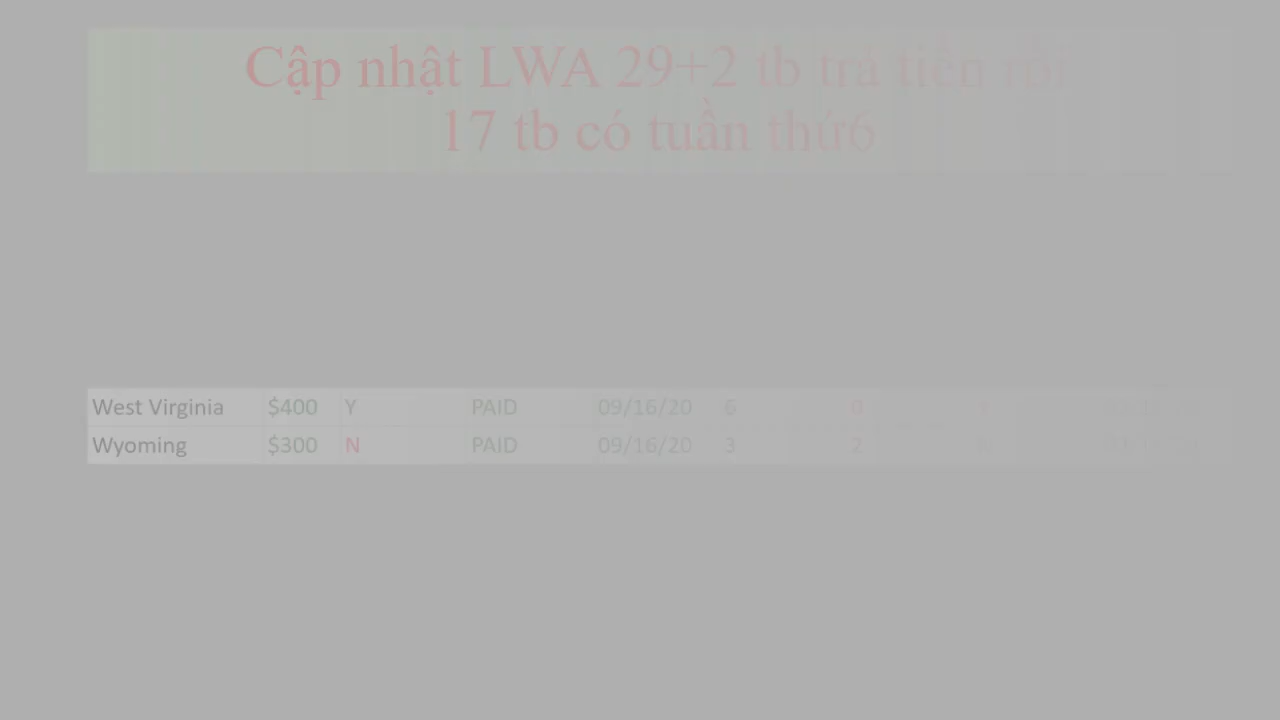 Cập nhật LWA 29+2 tb trả tiền rồi
17 tb có tuần thứ6
West Virginia $400 Y PAID 09/16/20 6 0
Wyoming $300 N PAID 09/16/20 3 2